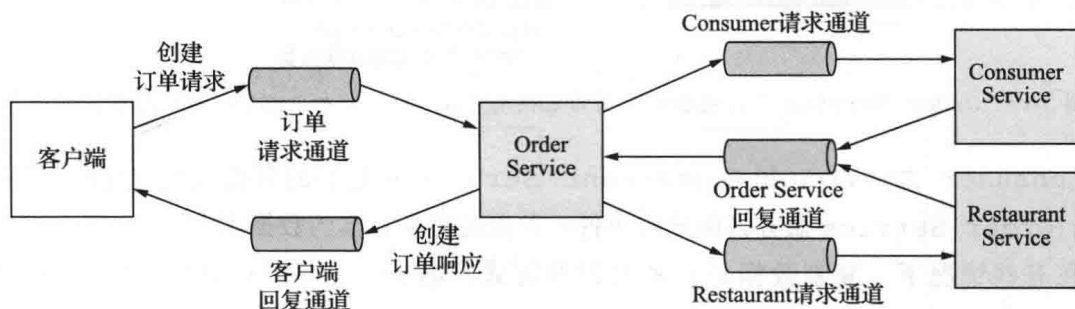 Consumer请求通道
创建
订单请求
Consumer
Service
订单
请求通道
客户端
Order
Service
Order Service
回复通道
创建
订单响应
Restaurant
Service
客户端
回复通道
Restaurant请求通道